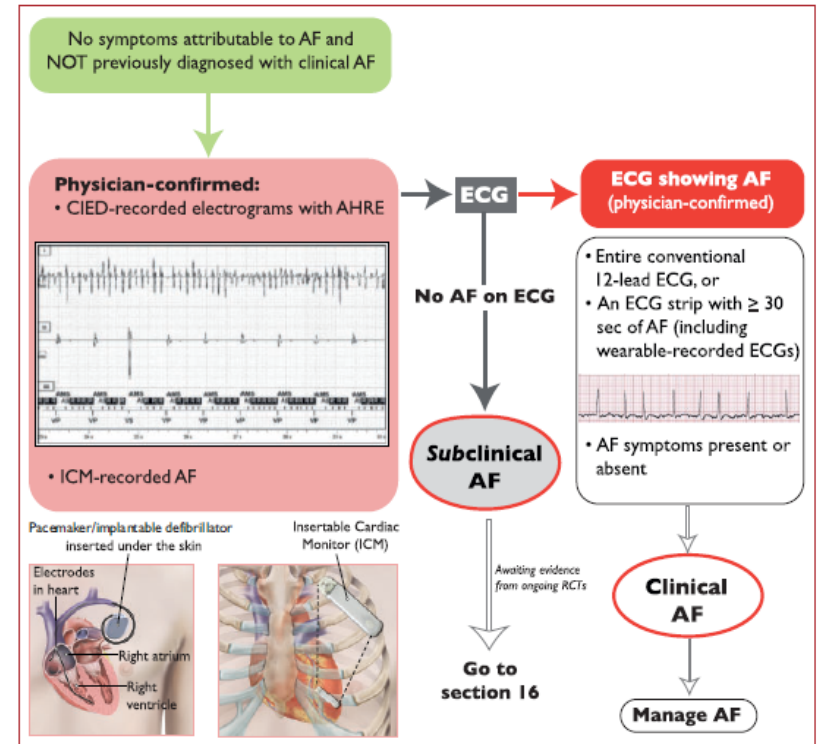 No symptoms attributable to AF and
NOT previously diagnosed with clinical AF
Physician-confirmed:
• CIED-recorded electrograms with AHRE
• ICM-recorded AF
ECG
No AF on ECG
ECG showing AF
(physician-confirmed)
• Entire conventional
12-lead ECG, or
• An ECG strip with ≥ 30
sec of AF (including
wearable-recorded ECGs)
• AF symptoms present or
absent
Subclinical
AF
Awaiting evidence
from ongoing RCTs
Go to
section 16
Clinical
AF
Manage AF
Pacemaker/implantable defibrillator
inserted under the skin
Electrodes
in heart
Right atrium
Right
ventricle
Insertable Cardiac
Monitor (ICM)